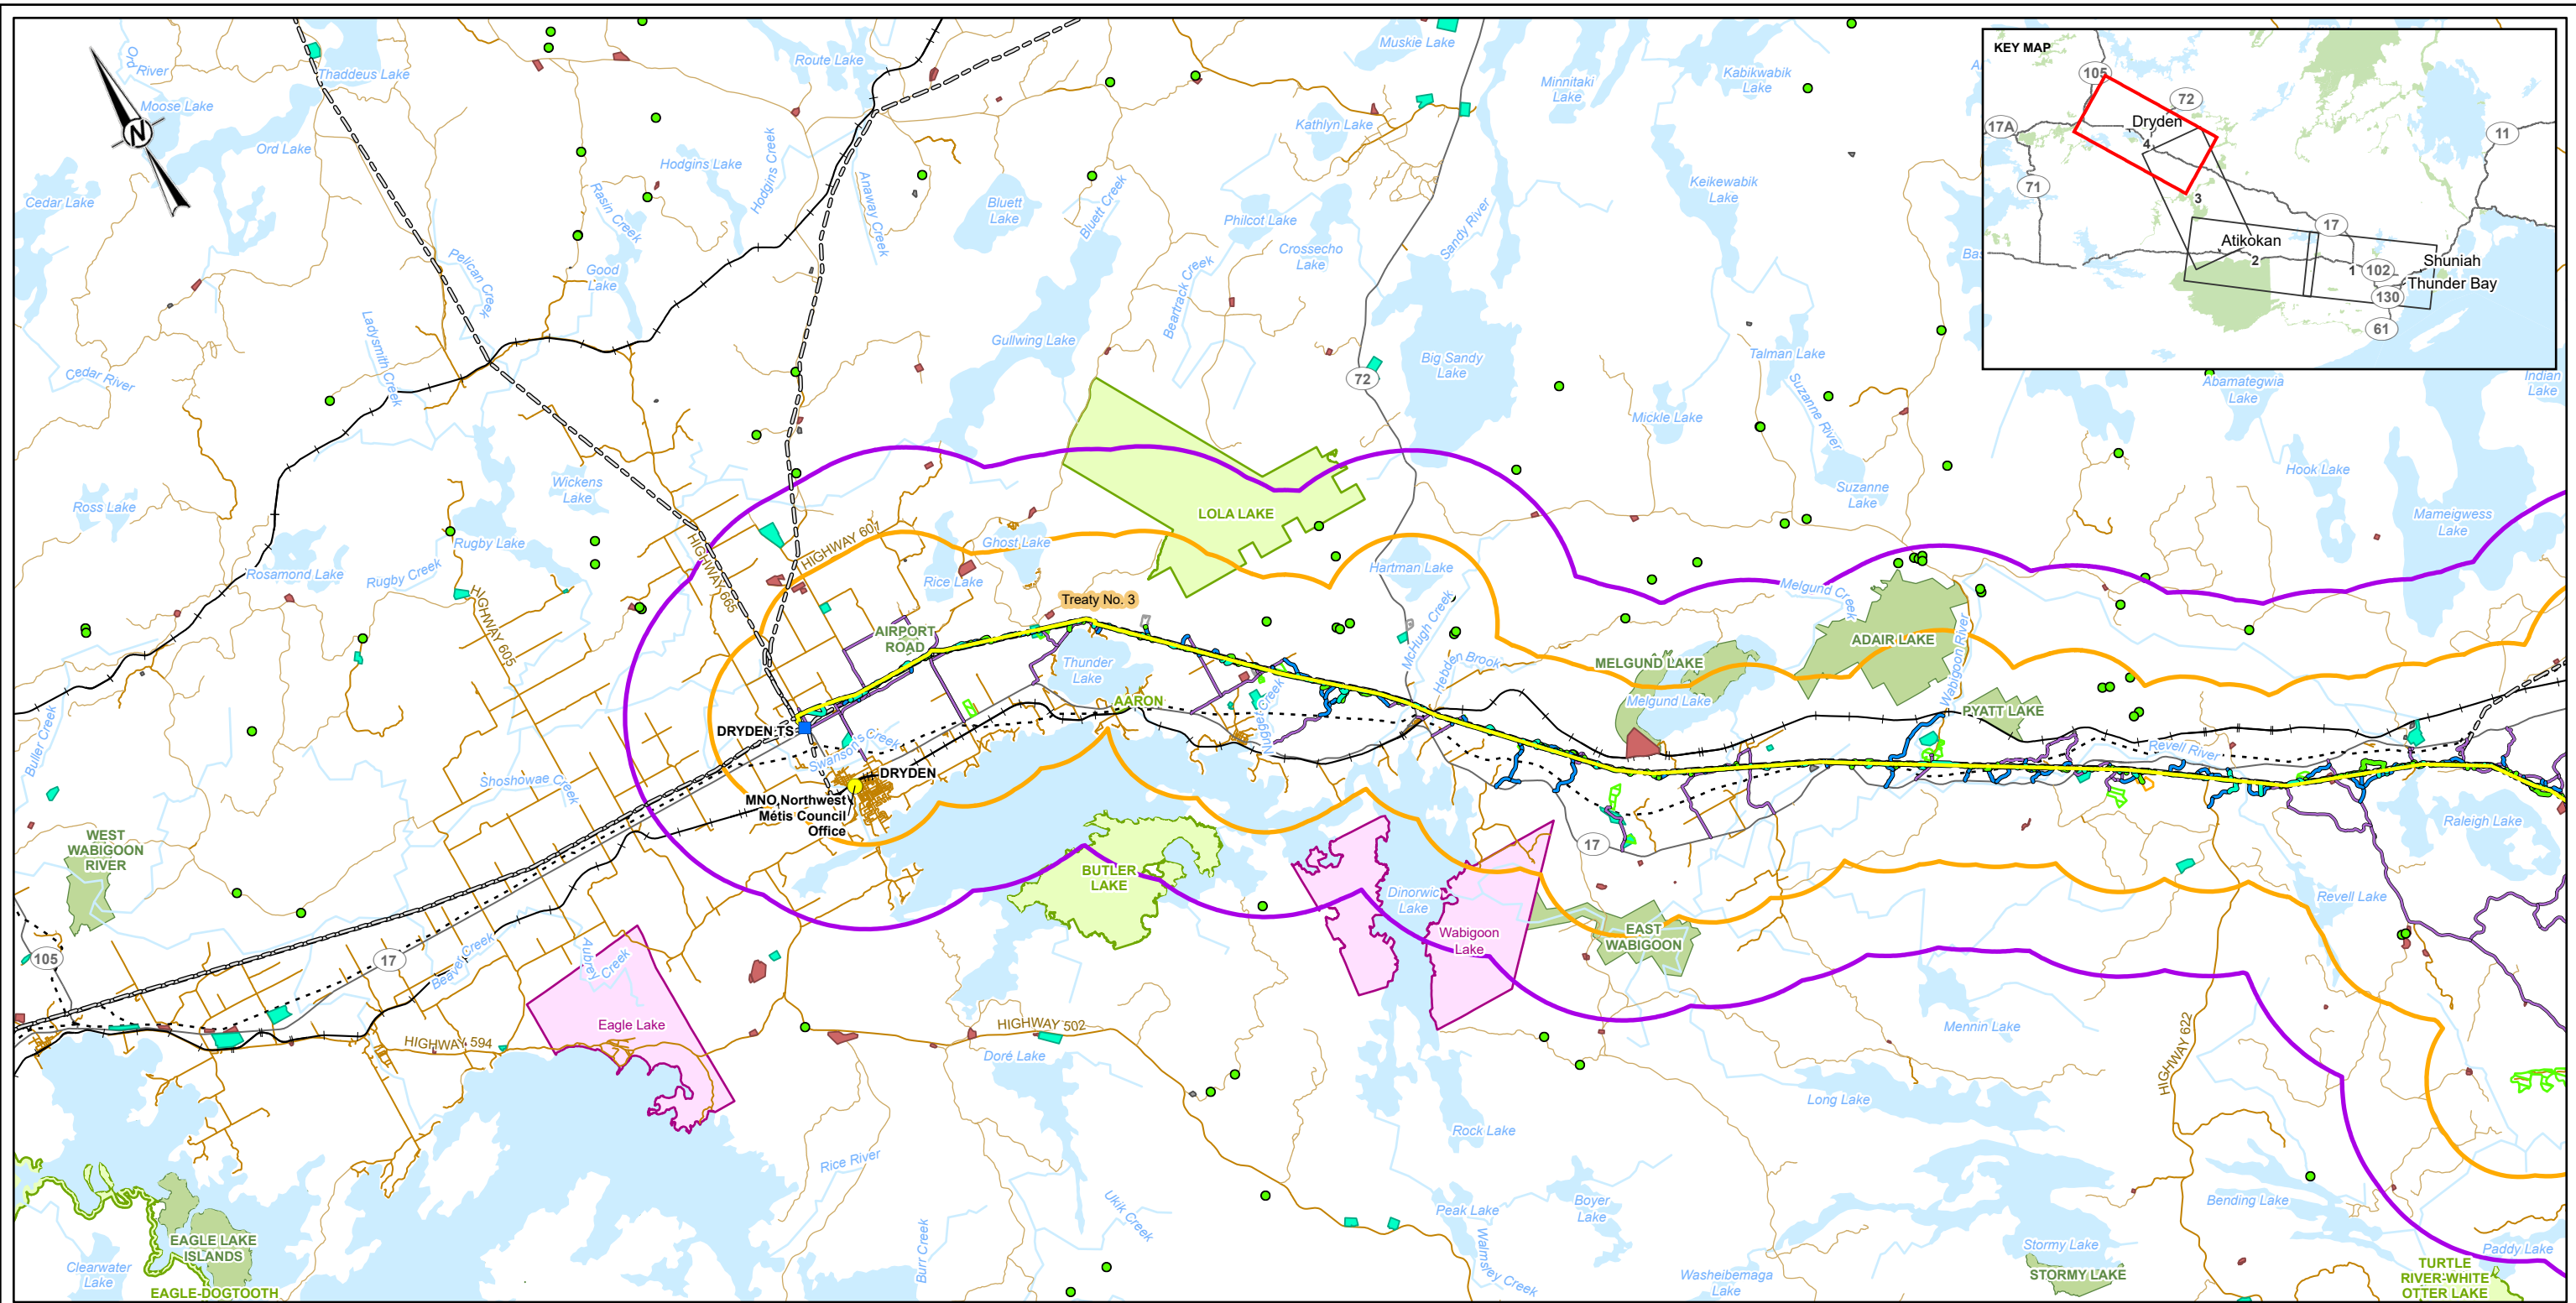 Ord
River
Thaddeus Lake
Moose Lake
N
Ord Lake
Cedar Lake
Route Lake
Hodgins Lake
Hodgins Creek
Rasin Creek
Anaway Creek
Good
Lake
Pelican Creek
Ladysmith Creek
Cedar River
Bluett
Lake
Bluett Creek
Muskie Lake
Kathlyn Lake
Philcot Lake
Crossecho
Lake
Beartrack Creek
Gullwing Lake
Sandy River
Minnitaki
Lake
Kabikwabik
Lake
Keikewabik
Lake
Big Sandy
Lake
72
Talman Lake
Suzanne River
Mickle Lake
Suzanne
Lake
KEY MAP
105
72
17A
Dryden
4
11
71
3
17
Atikokan
2
1
102
Shuniah
Thunder Bay
130
61
Abamategwia
Lake
Indian
Lake
Hook Lake
Mameigwess
Lake
Ross Lake
Wickens
Lake
Rugby Lake
Rosamond Lake
Rugby Creek
HIGHWAY 605
HIGHWAY 665
HIGHWAY 601
Ghost Lake
Rice Lake
LOLA LAKE
Hartman Lake
Treaty No. 3
AIRPORT
ROAD
Thunder
Lake
AARON
McHugh Creek
Hebden Brook
Melgund Creek
MELGUND LAKE
Melgund Lake
ADAIR LAKE
Wabigoon River
PYATT LAKE
Revell River
Butler Creek
Shoshowae Creek
DRYDEN TS
Swanson's Creek
DRYDEN
MNO Northwest
Métis Council
Office
Nugget Creek
17
WEST
WABIGOON
RIVER
BUTLER
LAKE
Dinorwic
Lake
Wabigoon
Lake
EAST
WABIGOON
Raleigh Lake
Revell Lake
105
17
Beaver Creek
Aubrey
Creek
Eagle Lake
HIGHWAY 594
HIGHWAY 502
Doré Lake
Mennin Lake
HIGHWAY 622
Long Lake
Rock Lake
Rice River
Ukik Creek
Burr Creek
Peak Lake
Boyer
Lake
Walmsley Creek
Washeibemaga
Lake
Bending Lake
Stormy Lake
STORMY LAKE
Paddy Lake
TURTLE
RIVER-WHITE
OTTER LAKE
EAGLE LAKE
ISLANDS
Clearwater
Lake
EAGLE-DOGTOOTH